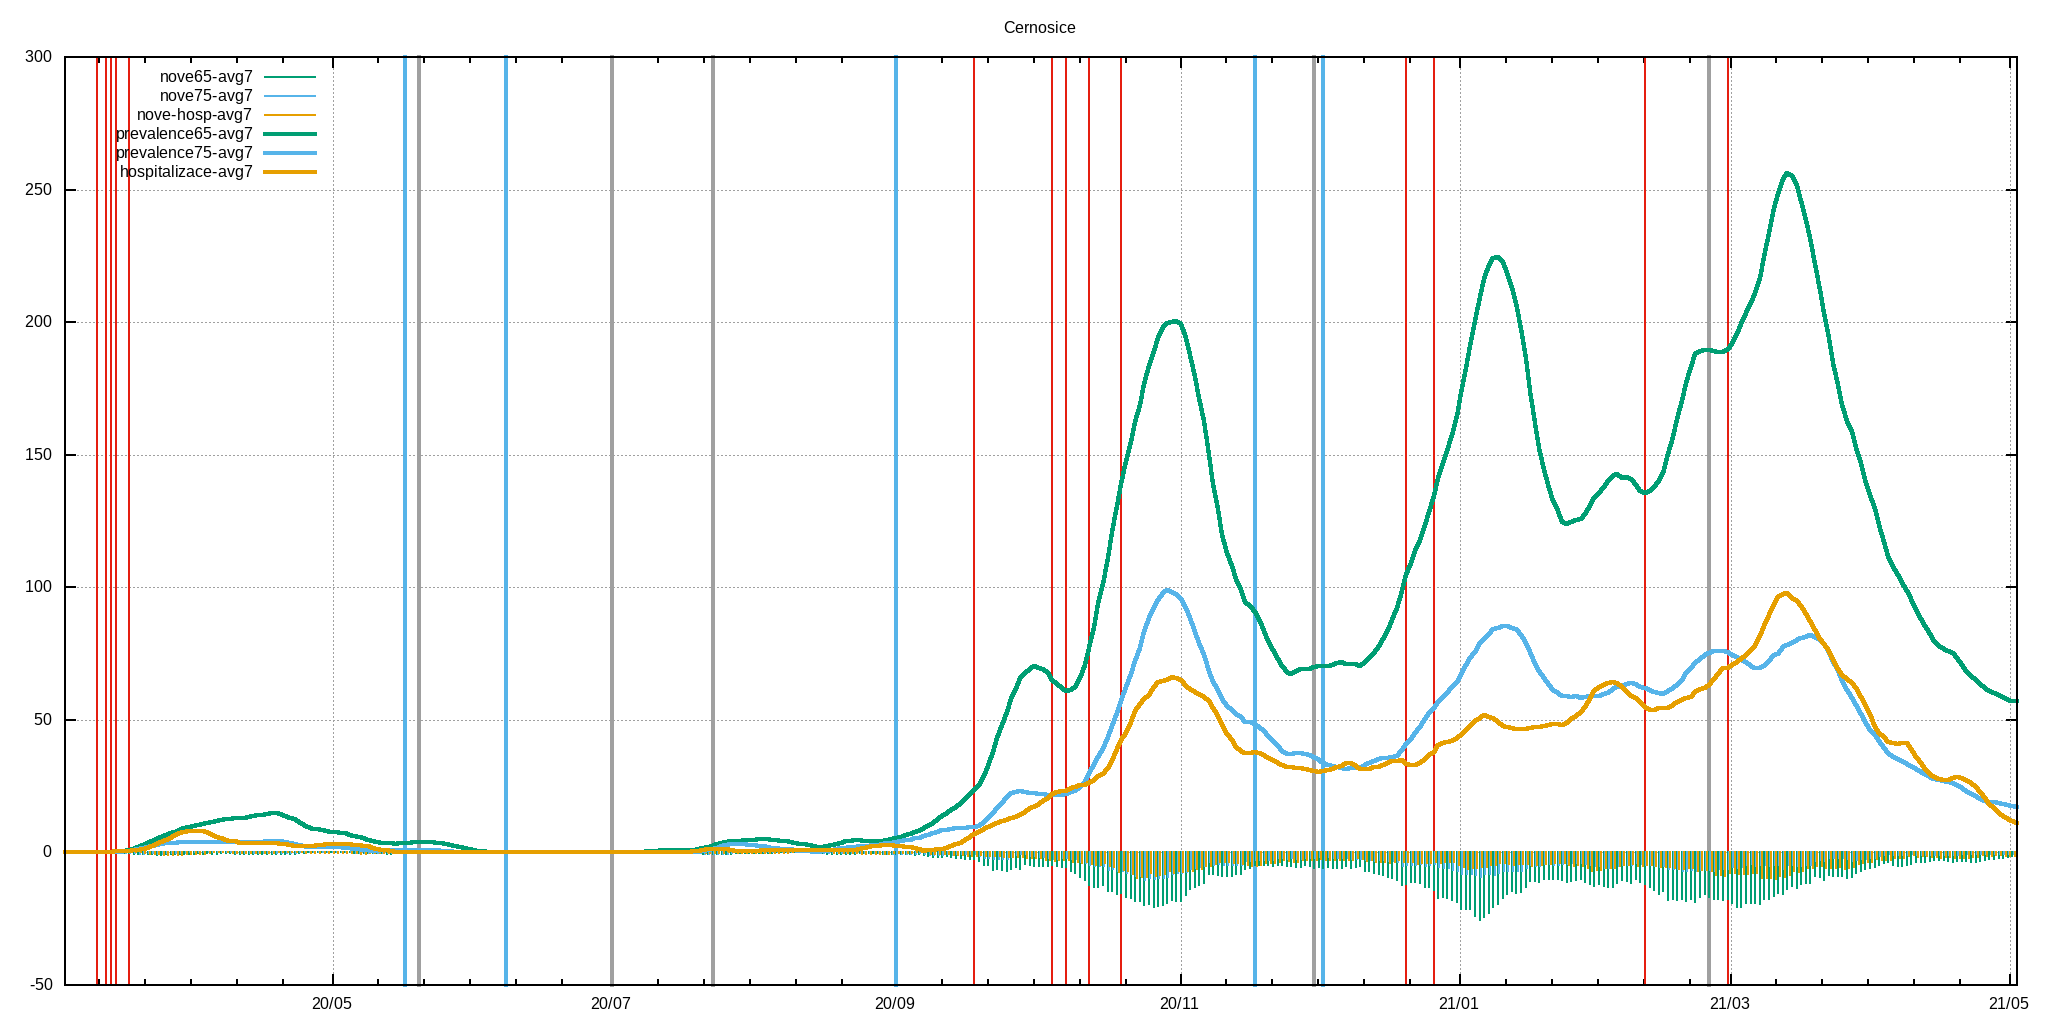 Cernosice
300
nove65-avg7
nove75-avg7
nove-hosp-avg7
prevalence65-avg7
prevalence75-avg7
hospitalizace-avg7
250
200
150
100
50
0
-50
20/05 20/07 20/09 20/11 21/01 21/03 21/05